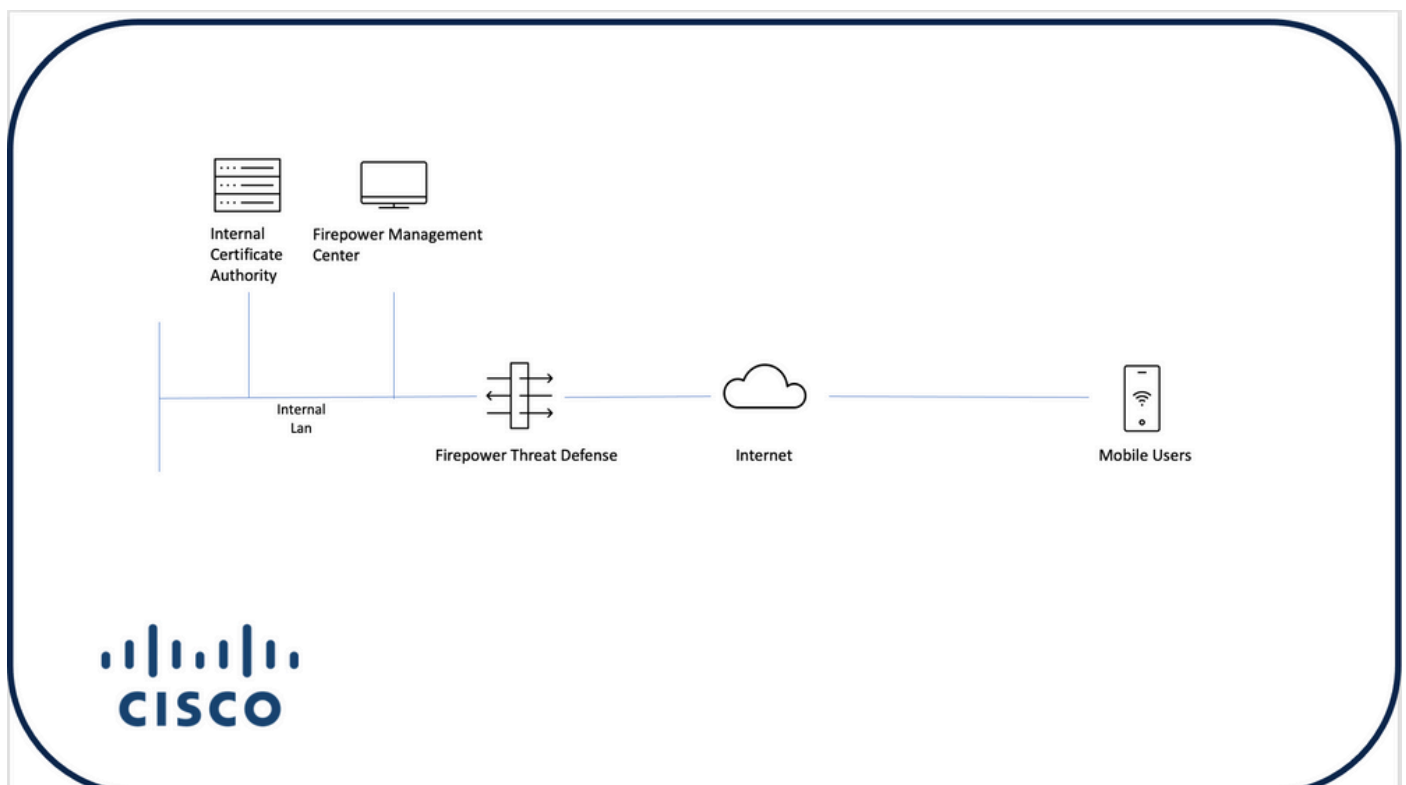 Internal
Certificate
Authority
Firepower Management
Center
Internal
Lan
Firepower Threat Defense
Internet
Mobile Users
CISCO